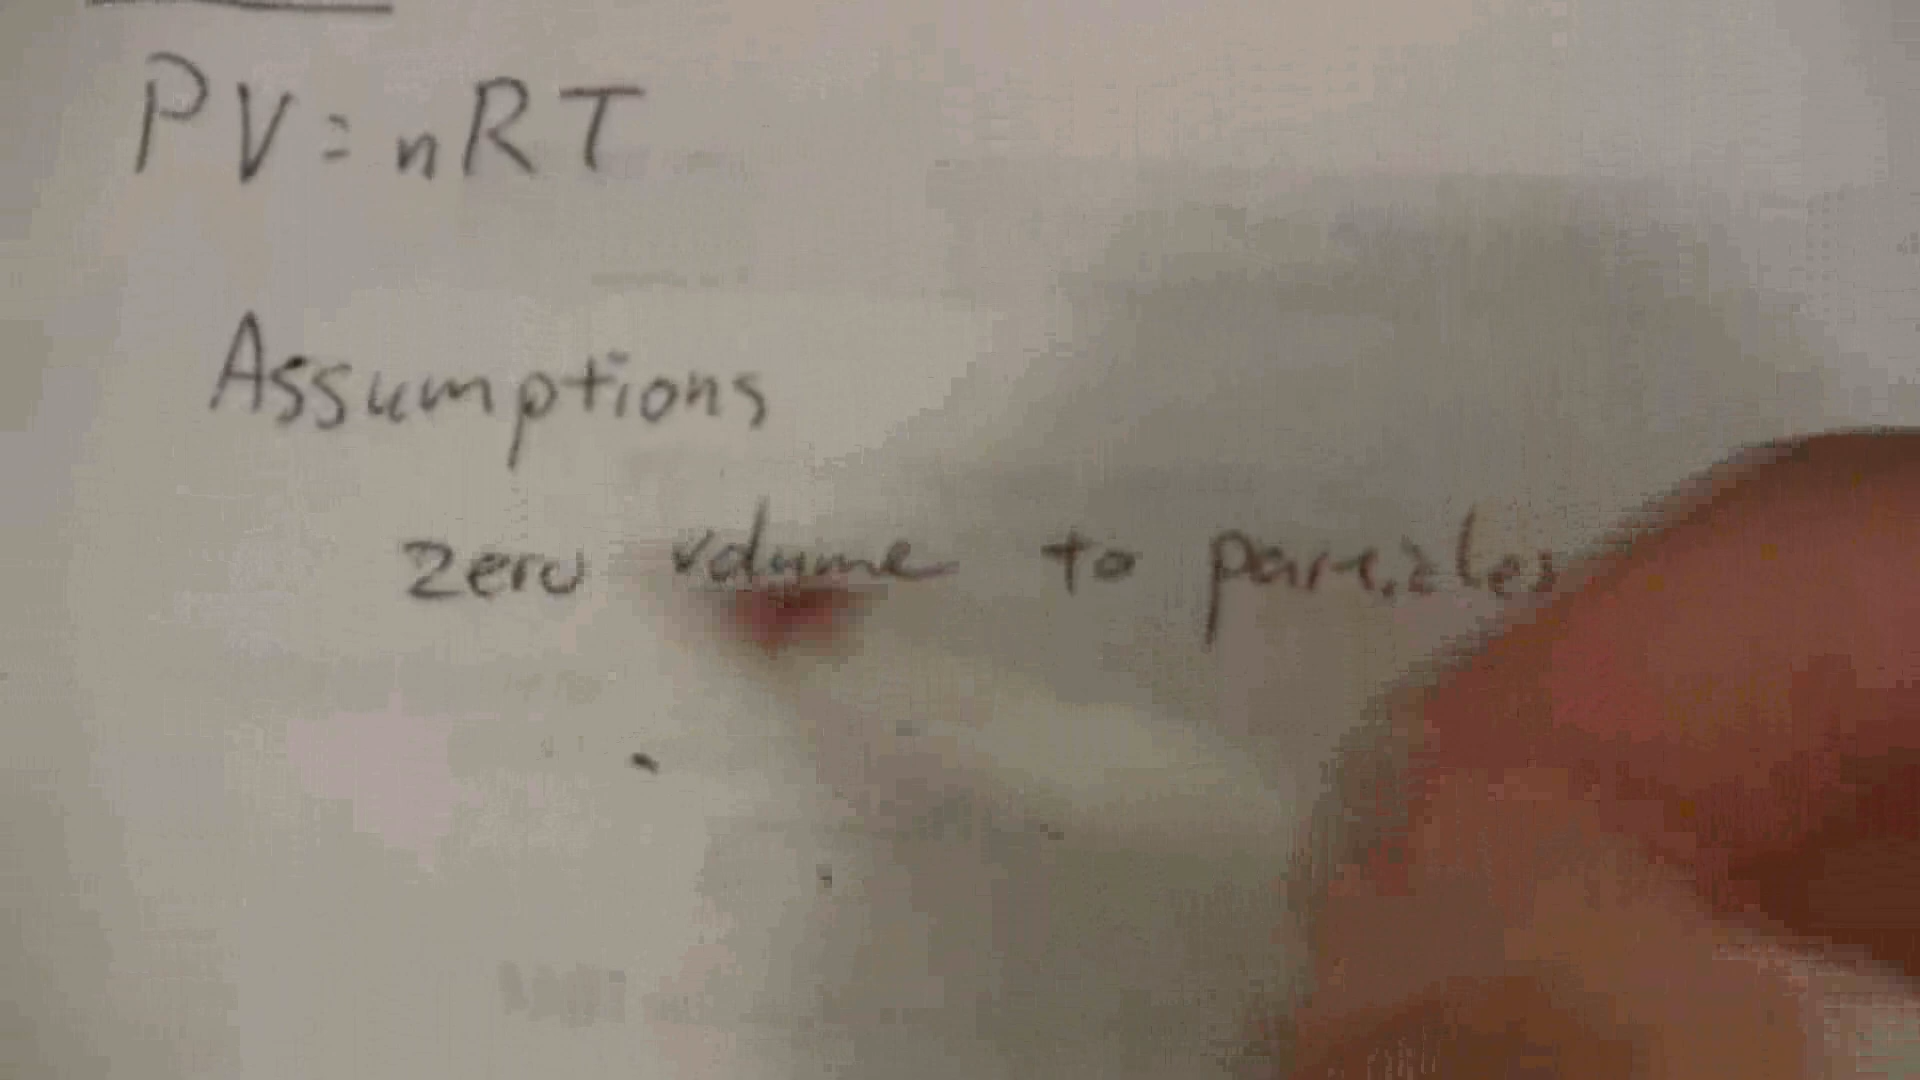 PV = nRT
Assumptions
zero volume to particles